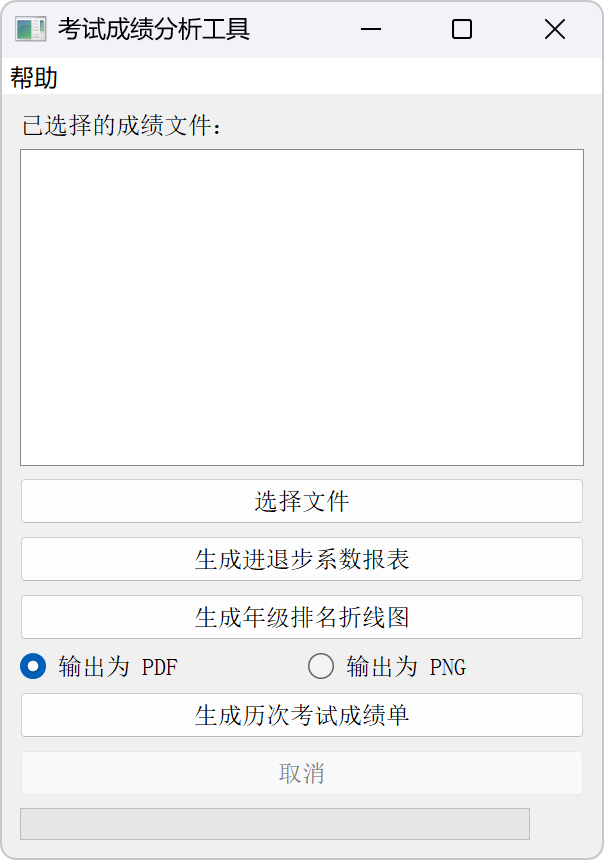 考试成绩分析工具
帮助
已选择的成绩文件:
选择文件
生成进退步系数报表
生成年级排名折线图
输出为 PDF
输出为 PNG
生成历次考试成绩单
取消